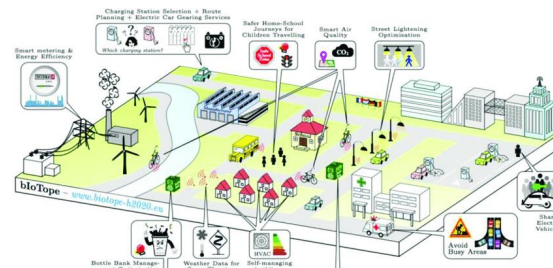 Charging Station Selection + Route
Planning + Electric Car Gearing Services
Which charging station?
Safer Home-School
Journeys for
Children Travelling
Smart Air
Quality
CO₂
Street Lightening
Optimisation
Smart metering &
Energy Efficiency
bIoTope - www.biotope-h2020.eu
Bottle Bank Manage-
Weather Data for
HVAC
Self-managing
Avoid
Busy Areas
Shar
Elect
Vehic